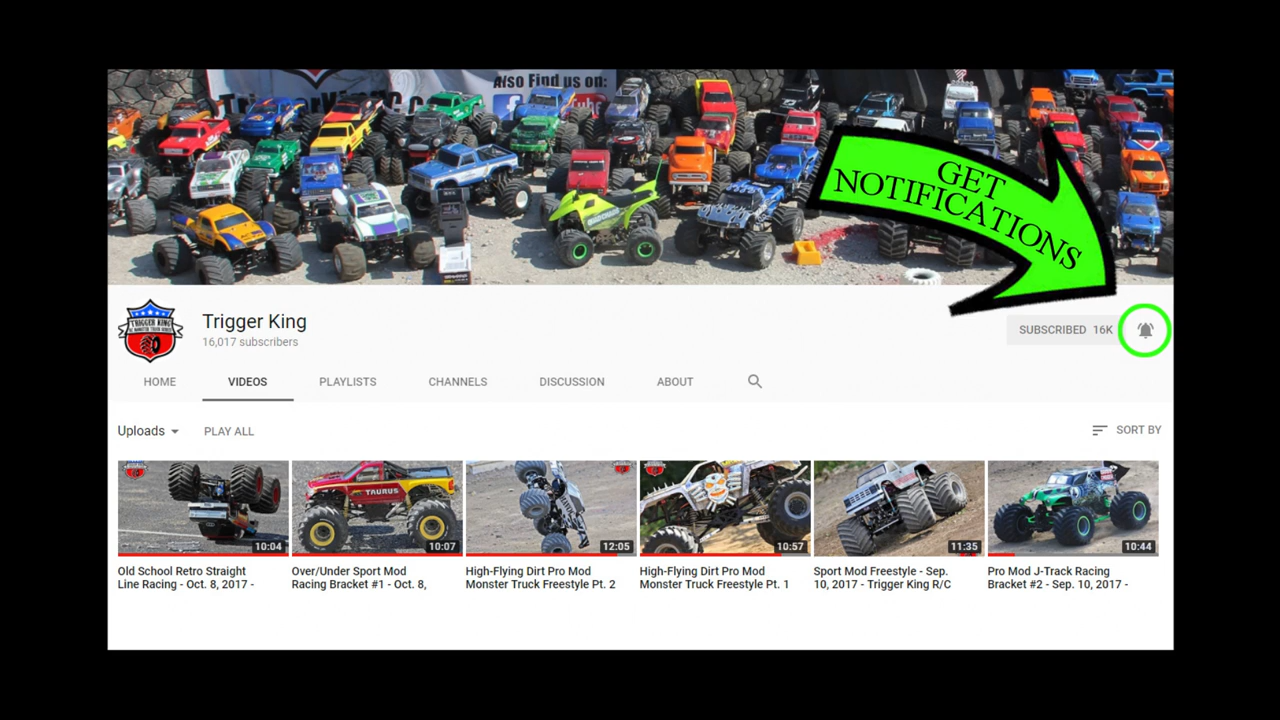 Also Find us on:
GET
NOTIFICATIONS
TRIGGER KING
Trigger King
16,017 subscribers
SUBSCRIBED 16K
HOME
VIDEOS
PLAYLISTS
CHANNELS
DISCUSSION
ABOUT
Uploads
PLAY ALL
SORT BY
TAURUS
10:04
10:07
12:05
10:57
11:35
10:44
Old School Retro Straight
Line Racing - Oct. 8, 2017 -
Over/Under Sport Mod
Racing Bracket #1 - Oct. 8,
High-Flying Dirt Pro Mod
Monster Truck Freestyle Pt. 2
High-Flying Dirt Pro Mod
Monster Truck Freestyle Pt. 1
Sport Mod Freestyle - Sep.
10, 2017 - Trigger King R/C
Pro Mod J-Track Racing
Bracket #2 - Sep. 10, 2017 -